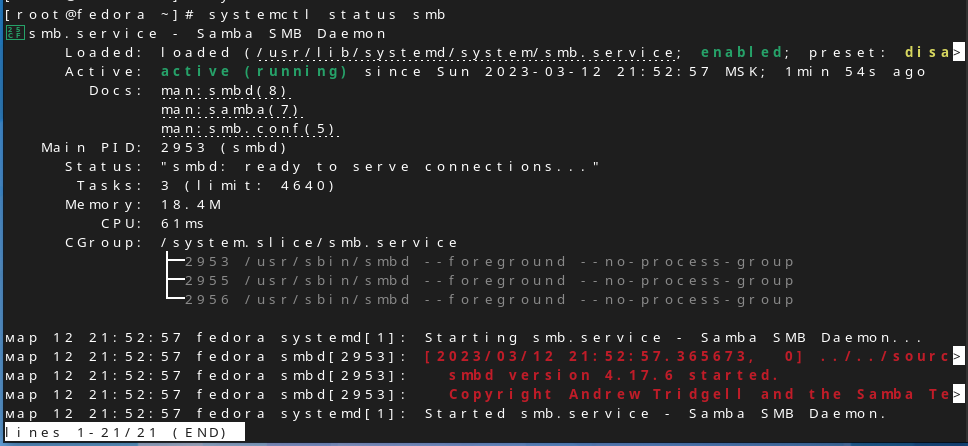 [root@fedora ~]# systemctl status smb
smb.service - Samba SMB Daemon
Loaded: loaded (/usr/lib/systemd/system/smb.service; enabled; preset: disa>
Active: active (running) since Sun 2023-03-12 21:52:57 MSK; 1min 54s ago
Docs: man:smbd(8)
man:samba(7)
man:smb.conf(5)
Main PID: 2953 (smbd)
Status: "smbd: ready to serve connections..."
Tasks: 3 (limit: 4640)
Memory: 18.4M
CPU: 61ms
CGroup: /system.slice/smb.service
├─2953 /usr/sbin/smbd --foreground --no-process-group
├─2955 /usr/sbin/smbd --foreground --no-process-group
└─2956 /usr/sbin/smbd --foreground --no-process-group
мар 12 21:52:57 fedora systemd[1]: Starting smb.service - Samba SMB Daemon...
мар 12 21:52:57 fedora smbd[2953]: [2023/03/12 21:52:57.365673, 0] ../../sourc>
мар 12 21:52:57 fedora smbd[2953]: smbd version 4.17.6 started.
мар 12 21:52:57 fedora smbd[2953]: Copyright Andrew Tridgell and the Samba Te>
мар 12 21:52:57 fedora systemd[1]: Started smb.service - Samba SMB Daemon.
lines 1-21/21 (END)